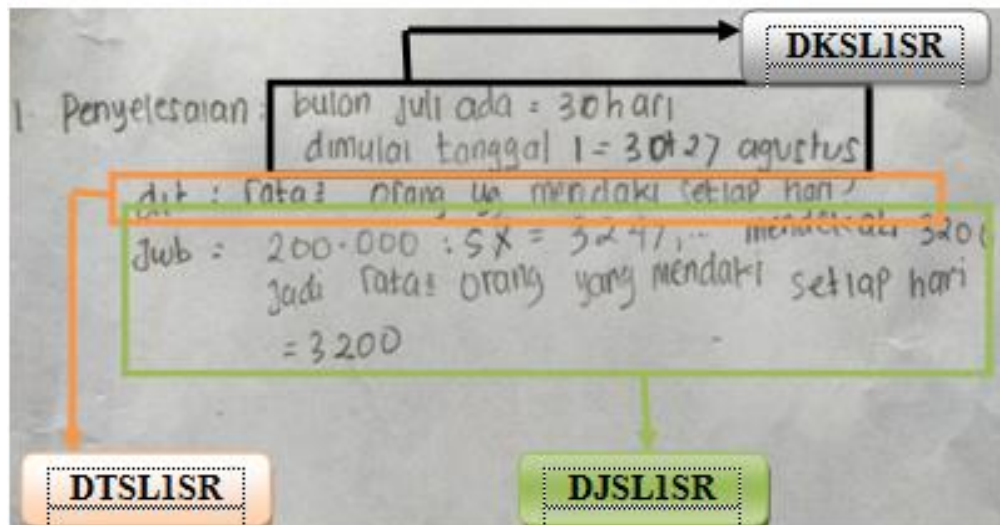 DKSL1SR
1. Penyelesaian : bulan juli ada = 30 hari
dimulai tanggal 1 = 30+27 agustus
dit : rata2 orang yg mendaki setiap hari?
Jwb : 200.000 : 5 = 3247,... mendekati 320
Jadi rata2 orang yang mendaki setiap hari
= 3200
DTSL1SR
DJSL1SR